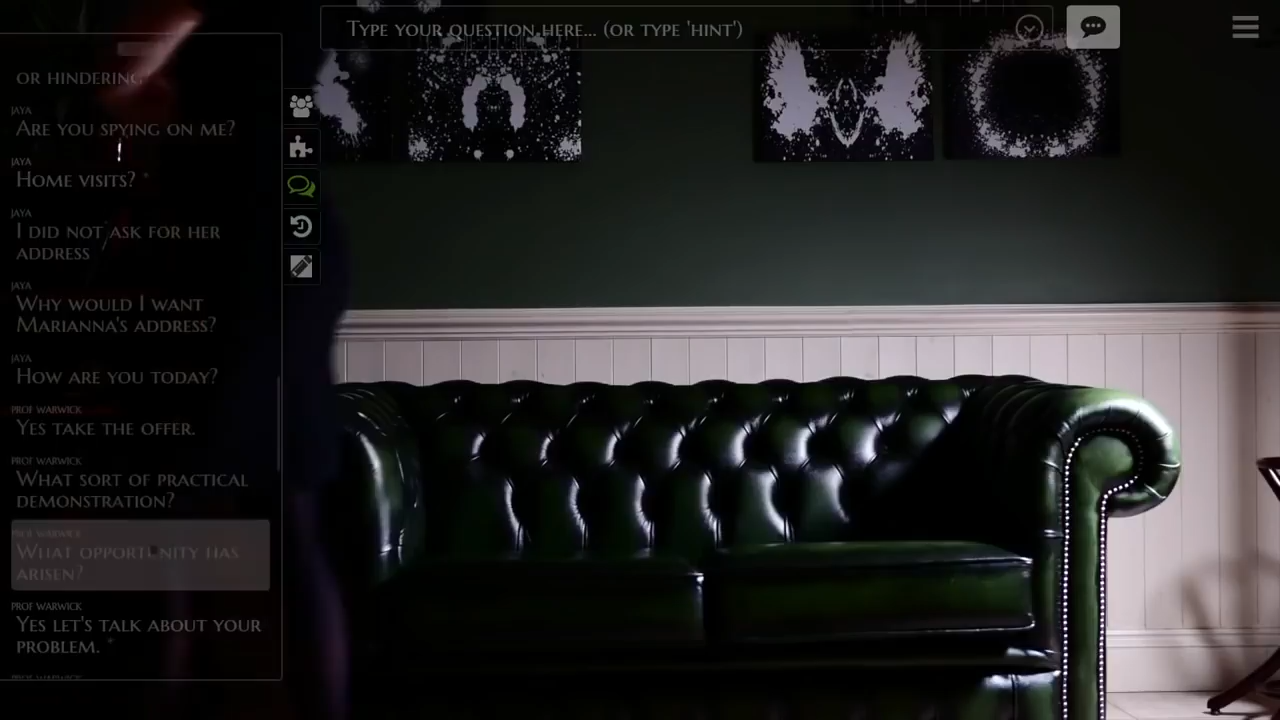 Type your question here... (or type 'hint')
or hindering
Jaya
Are you spying on me?
Jaya
Home visits? *
Jaya
I did not ask for her
address
Jaya
Why would I want
Marianna's address?
Jaya
How are you today?
Prof Warwick
Yes take the offer.
Prof Warwick
What sort of practical
demonstration?
Prof Warwick
What opportunity has
arisen?
Prof Warwick
Yes let's talk about your
problem. *